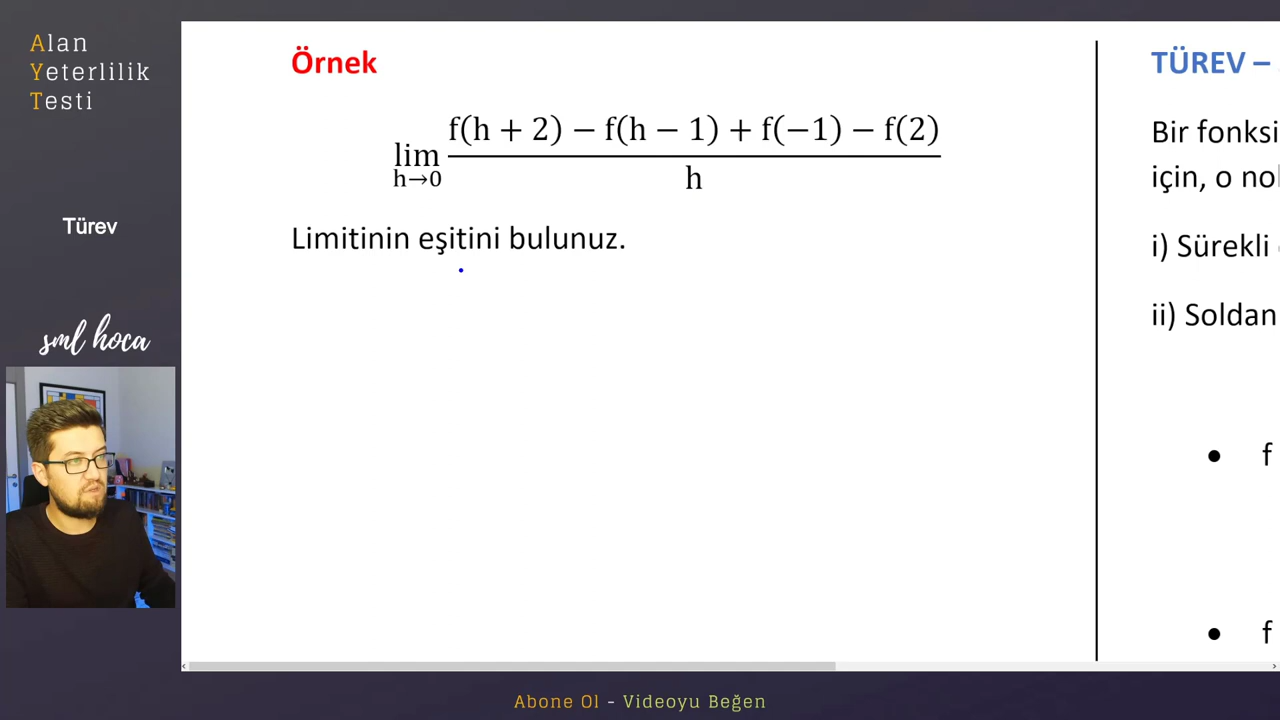 Alan
Yeterlilik
Testi
Türev
sml hoca
Örnek
lim h→0 f(h + 2) − f(h − 1) + f(−1) − f(2) / h
Limitinin eşitini bulunuz.
TÜREV –
Bir fonksi
için, o nol
i) Sürekli
ii) Soldan
• f
• f
Abone Ol - Videoyu Beğen